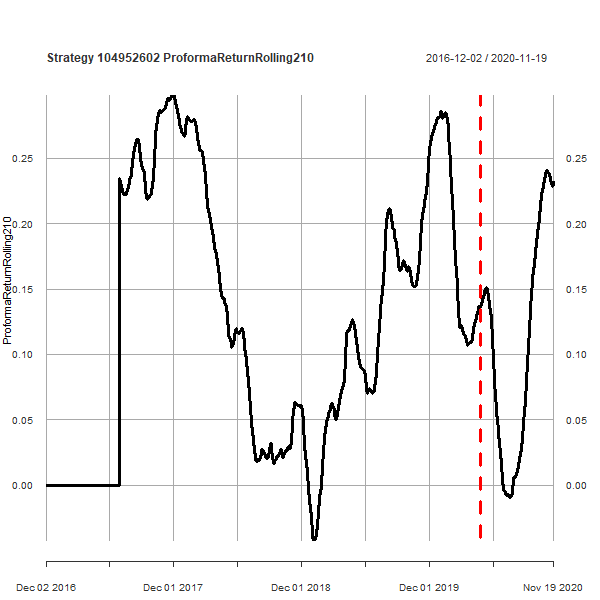 Strategy 104952602 ProformaReturnRolling210
2016-12-02 / 2020-11-19
ProformaReturnRolling210
0.25 0.25
0.20 0.20
0.15 0.15
0.10 0.10
0.05 0.05
0.00 0.00
Dec 02 2016 Dec 01 2017 Dec 01 2018 Dec 01 2019 Nov 19 2020